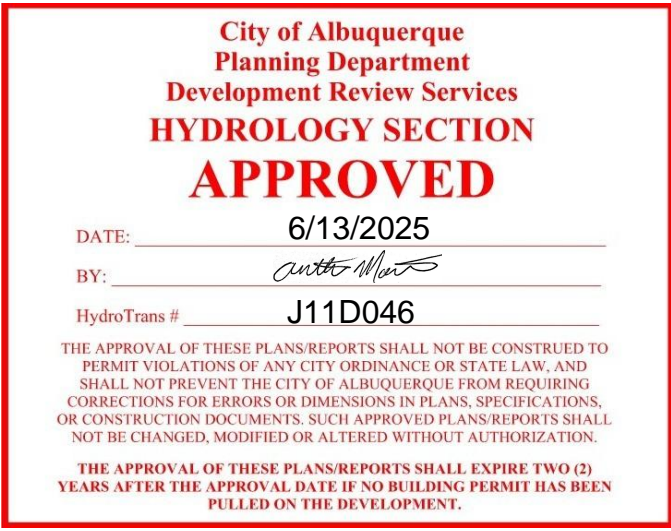 City of Albuquerque
Planning Department
Development Review Services
HYDROLOGY SECTION
APPROVED
DATE: 6/13/2025
BY:
HydroTrans # J11D046
THE APPROVAL OF THESE PLANS/REPORTS SHALL NOT BE CONSTRUED TO
PERMIT VIOLATIONS OF ANY CITY ORDINANCE OR STATE LAW, AND
SHALL NOT PREVENT THE CITY OF ALBUQUERQUE FROM REQUIRING
CORRECTIONS FOR ERRORS OR DIMENSIONS IN PLANS, SPECIFICATIONS,
OR CONSTRUCTION DOCUMENTS. SUCH APPROVED PLANS/REPORTS SHALL
NOT BE CHANGED, MODIFIED OR ALTERED WITHOUT AUTHORIZATION.
THE APPROVAL OF THESE PLANS/REPORTS SHALL EXPIRE TWO (2)
YEARS AFTER THE APPROVAL DATE IF NO BUILDING PERMIT HAS BEEN
PULLED ON THE DEVELOPMENT.